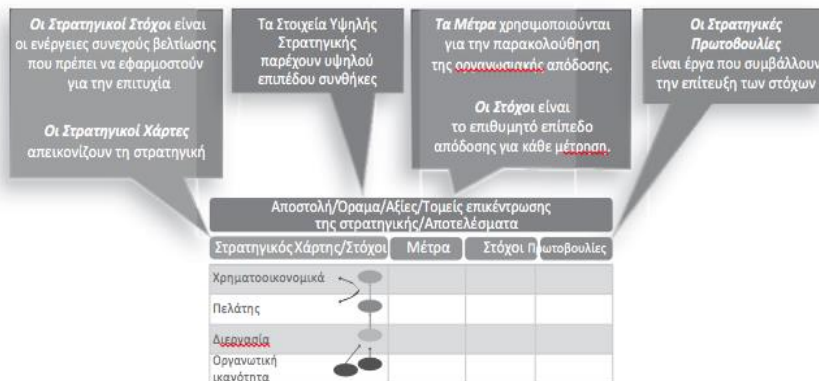 Οι Στρατηγικοί Στόχοι είναι
οι ενέργειες συνεχούς βελτίωσης
που πρέπει να εφαρμοστούν
για την επιτυχία
Οι Στρατηγικοί Χάρτες
απεικονίζουν τη στρατηγική
Τα Στοιχεία Υψηλής
Στρατηγικής
παρέχουν υψηλού
επιπέδου συνθήκες
Τα Μέτρα χρησιμοποιούνται
για την παρακολούθηση
της οργανωσιακής απόδοσης.
Οι Στόχοι είναι
το επιθυμητό επίπεδο
απόδοσης για κάθε μέτρηση.
Οι Στρατηγικές
Πρωτοβουλίες
είναι έργα που συμβάλλουν
την επίτευξη των στόχων
Αποστολή/Όραμα/Αξίες/Τομείς επικέντρωσης
της στρατηγικής/Αποτελέσματα
Στρατηγικός Χάρτης/Στόχοι Μέτρα Στόχοι Πρωτοβουλίες
Χρηματοοικονομικά
Πελάτης
Διεργασία
Οργανωτική
ικανότητα